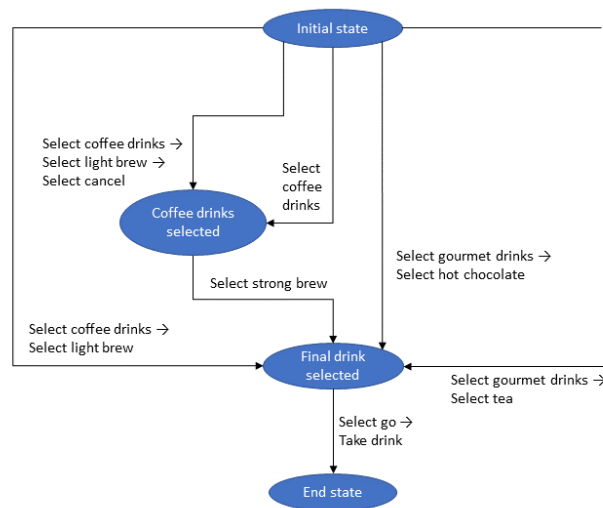 Initial state
Select coffee drinks →
Select light brew →
Select cancel
Select
coffee
drinks
Coffee drinks
selected
Select gourmet drinks →
Select hot chocolate
Select strong brew
Select coffee drinks →
Select light brew
Final drink
selected
Select gourmet drinks →
Select tea
Select go →
Take drink
End state